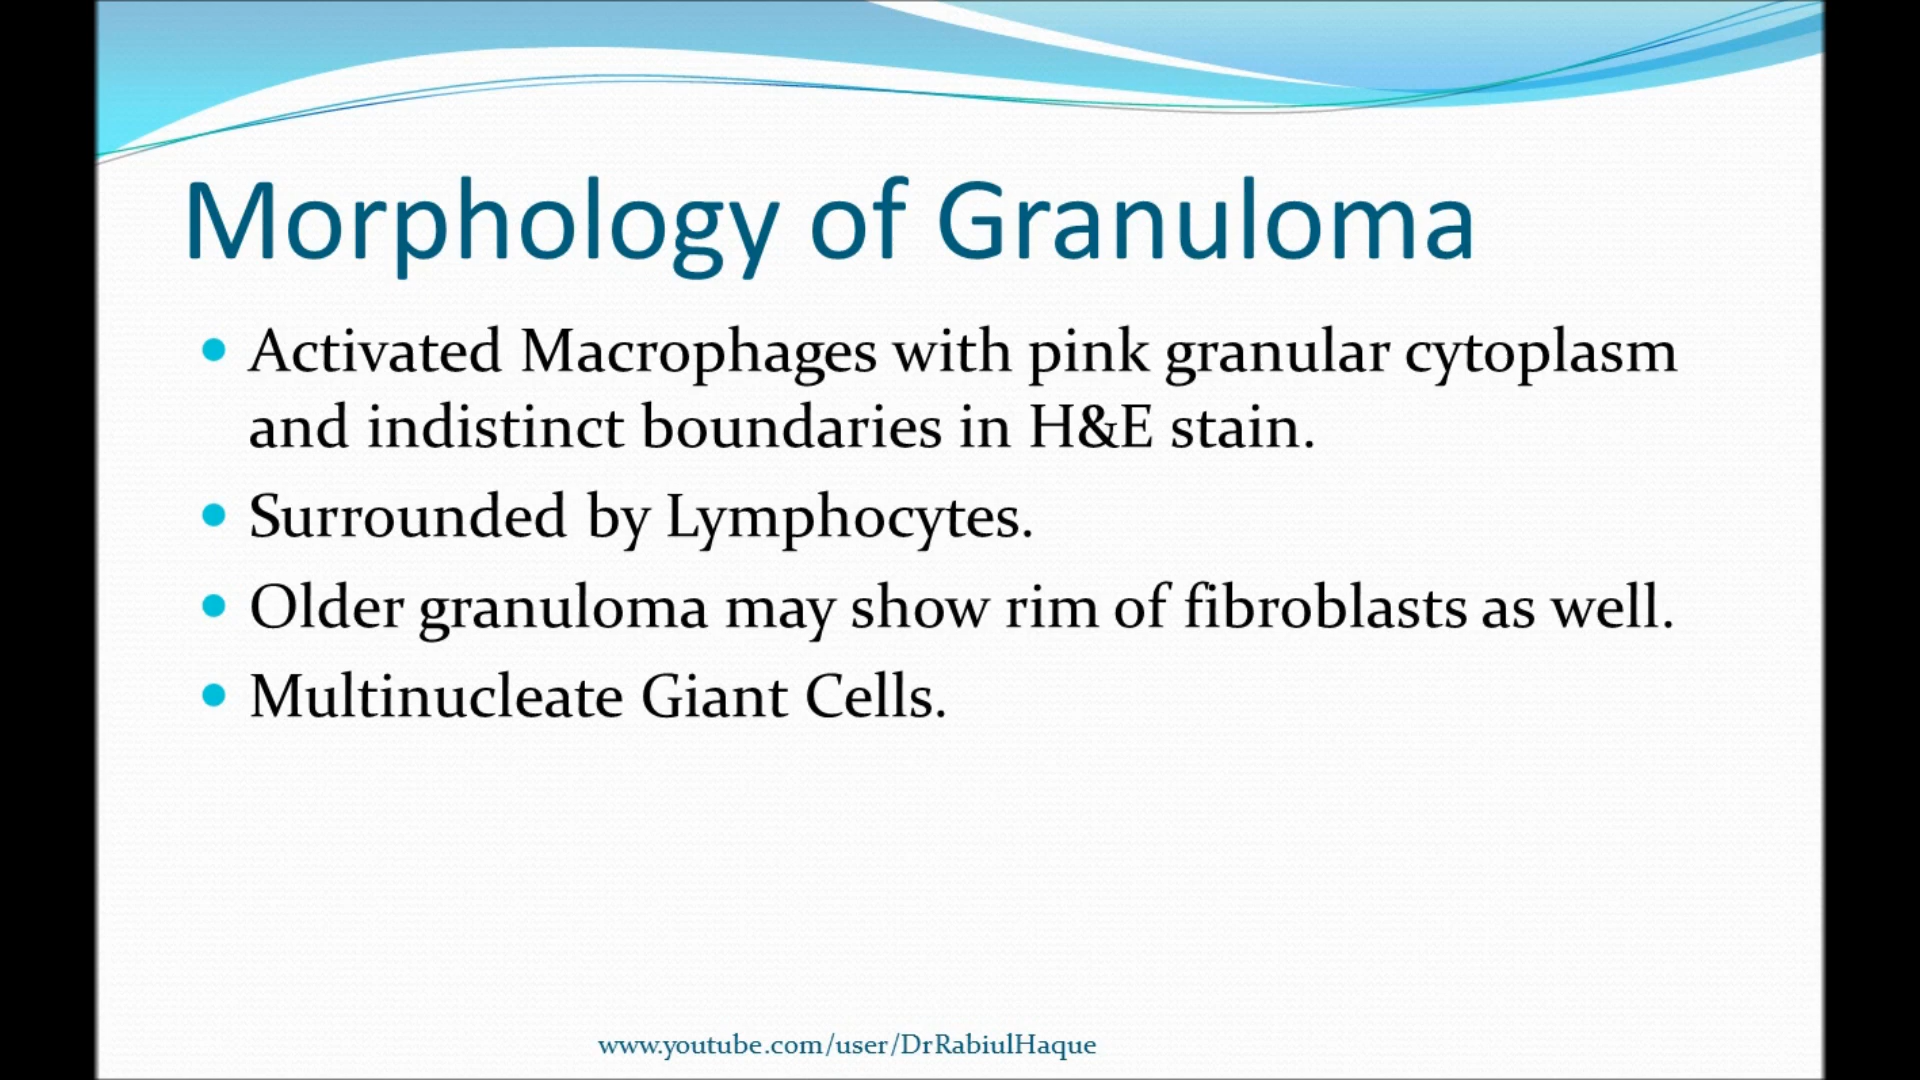 Morphology of Granuloma
• Activated Macrophages with pink granular cytoplasm
and indistinct boundaries in H&E stain.
• Surrounded by Lymphocytes.
• Older granuloma may show rim of fibroblasts as well.
• Multinucleate Giant Cells.
www.youtube.com/user/DrRabiulHaque